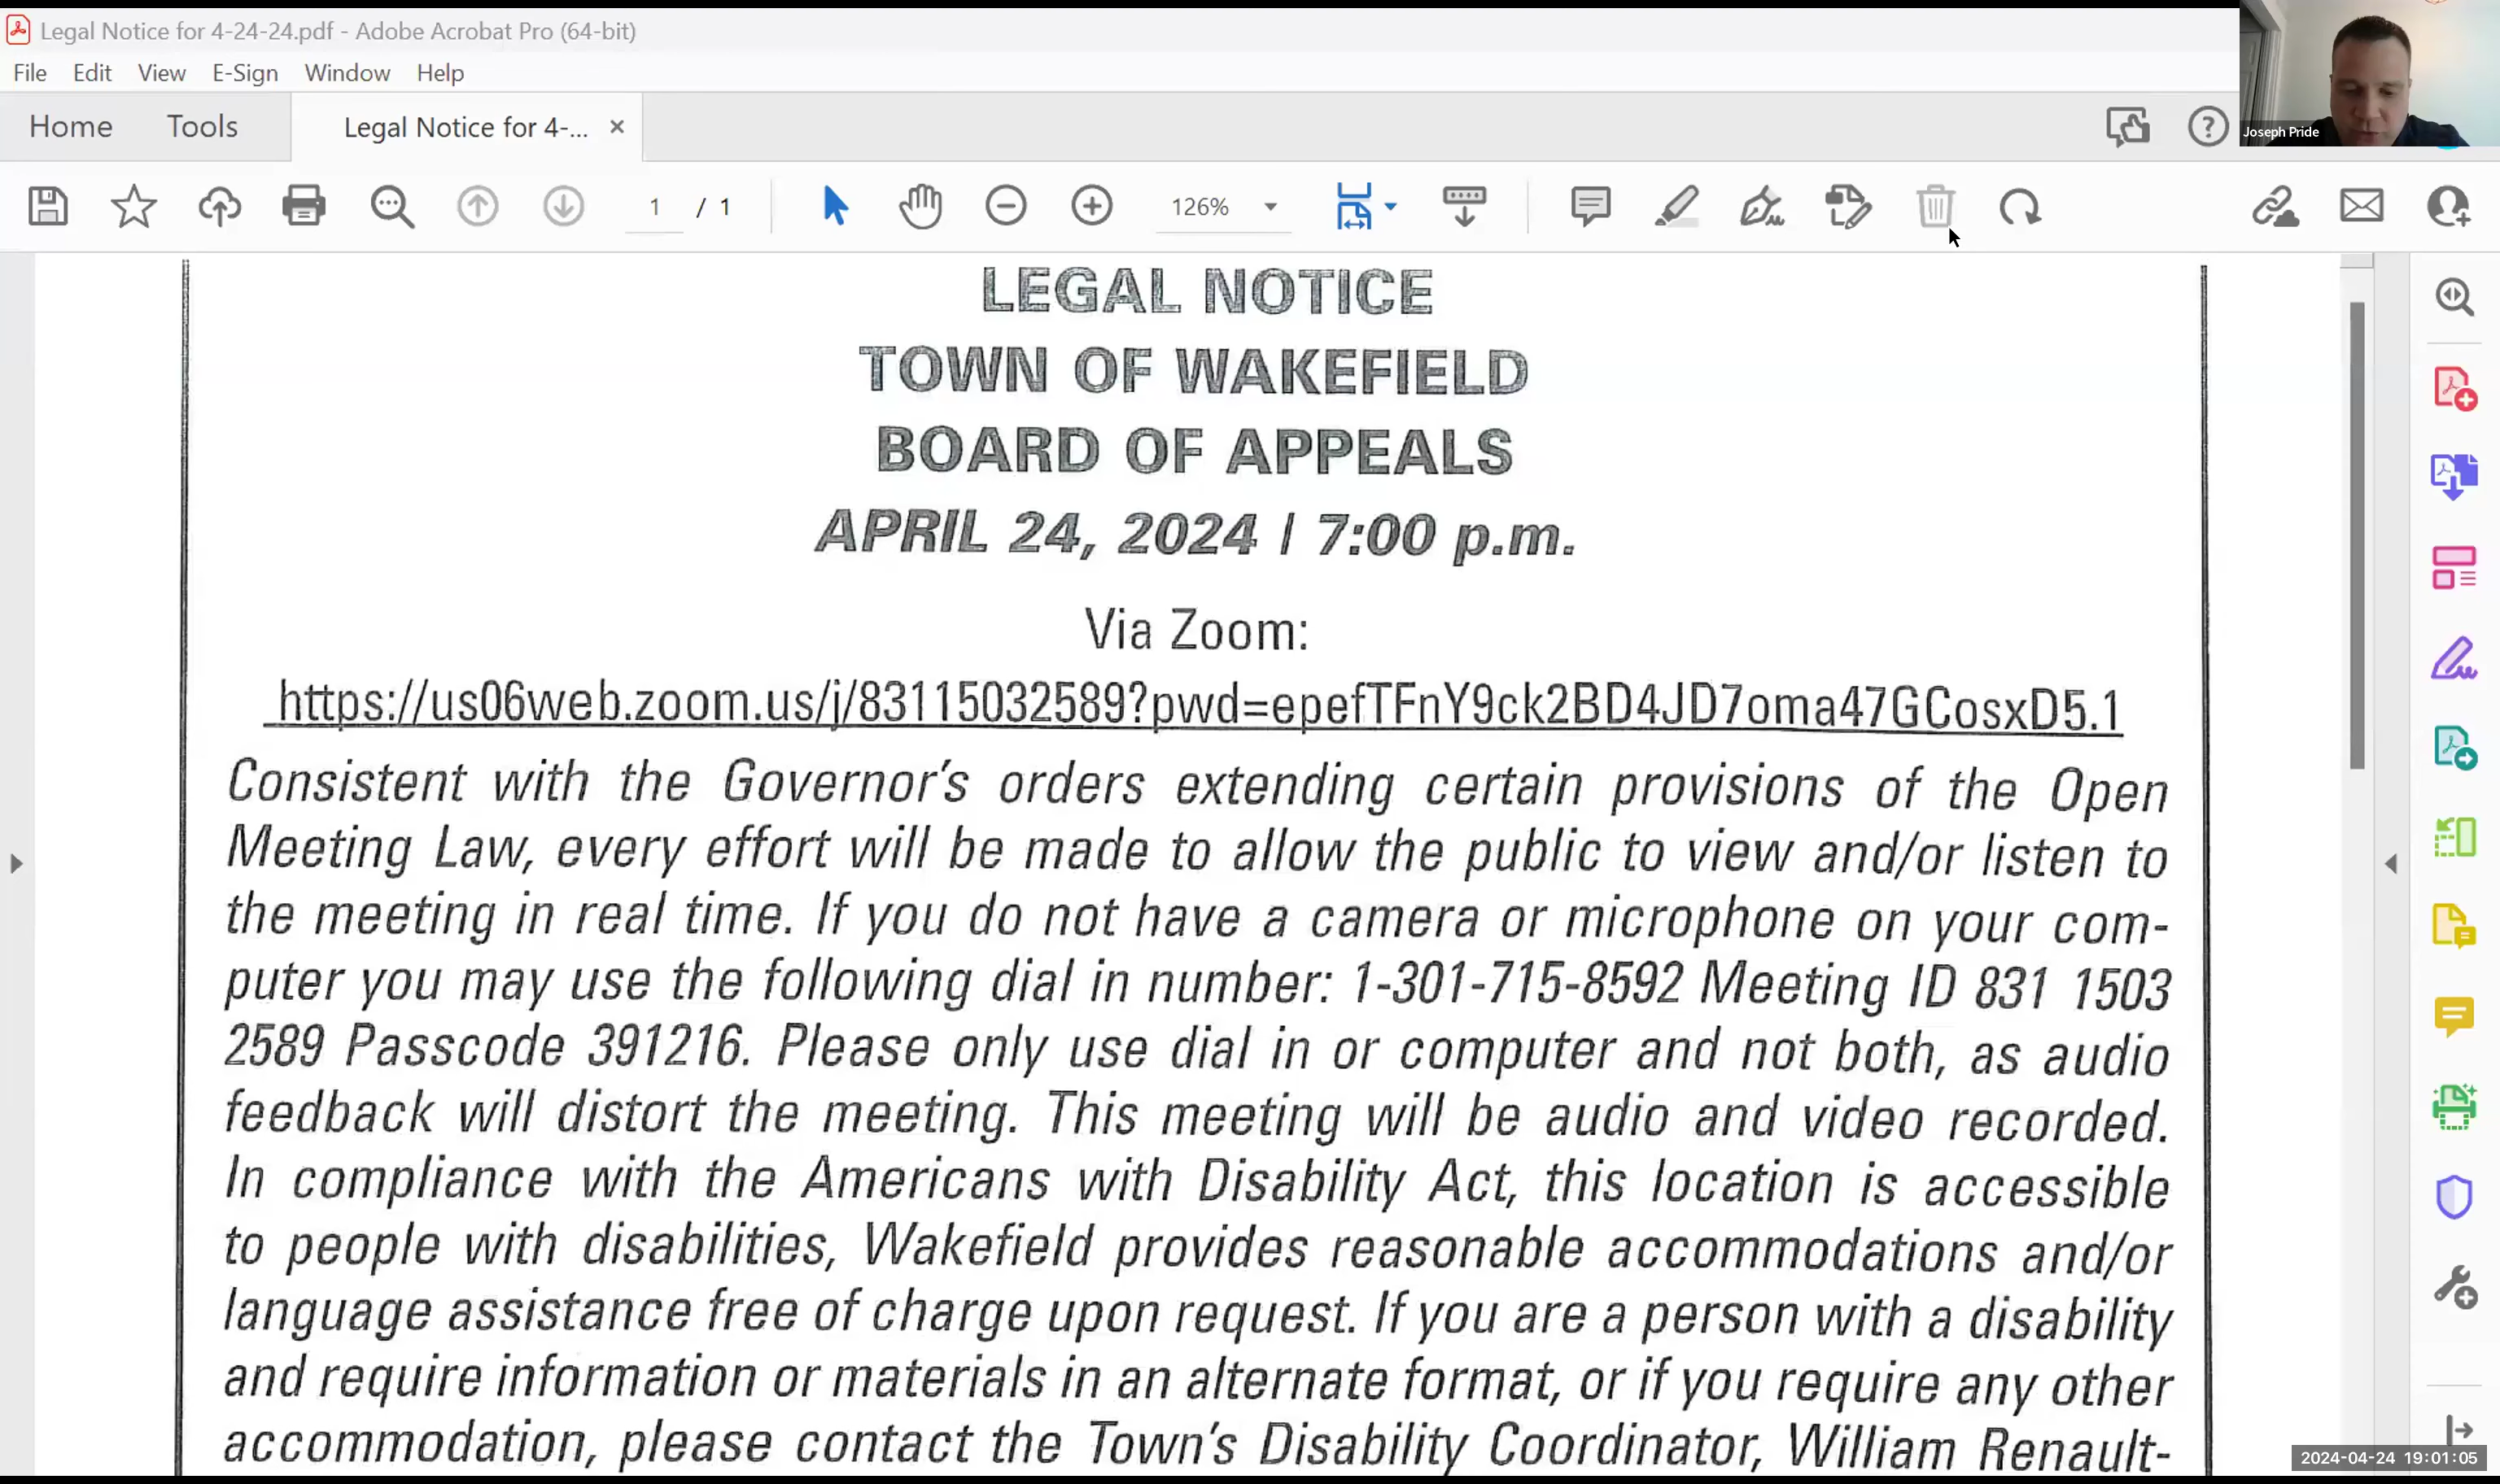 Legal Notice for 4-24-24.pdf - Adobe Acrobat Pro (64-bit)
File Edit View E-Sign Window Help
Home Tools Legal Notice for 4-...
Joseph Pride
1 / 1 126%
LEGAL NOTICE
TOWN OF WAKEFIELD
BOARD OF APPEALS
APRIL 24, 2024 / 7:00 p.m.
Via Zoom:
https://us06web.zoom.us/j/83115032589?pwd=epefTFnY9ck2BD4JD7oma47GCosxD5.1
Consistent with the Governor's orders extending certain provisions of the Open
Meeting Law, every effort will be made to allow the public to view and/or listen to
the meeting in real time. If you do not have a camera or microphone on your com-
puter you may use the following dial in number: 1-301-715-8592 Meeting ID 831 1503
2589 Passcode 391216. Please only use dial in or computer and not both, as audio
feedback will distort the meeting. This meeting will be audio and video recorded.
In compliance with the Americans with Disability Act, this location is accessible
to people with disabilities, Wakefield provides reasonable accommodations and/or
language assistance free of charge upon request. If you are a person with a disability
and require information or materials in an alternate format, or if you require any other
accommodation, please contact the Town's Disability Coordinator, William Renault-
2024-04-24 19:01:05